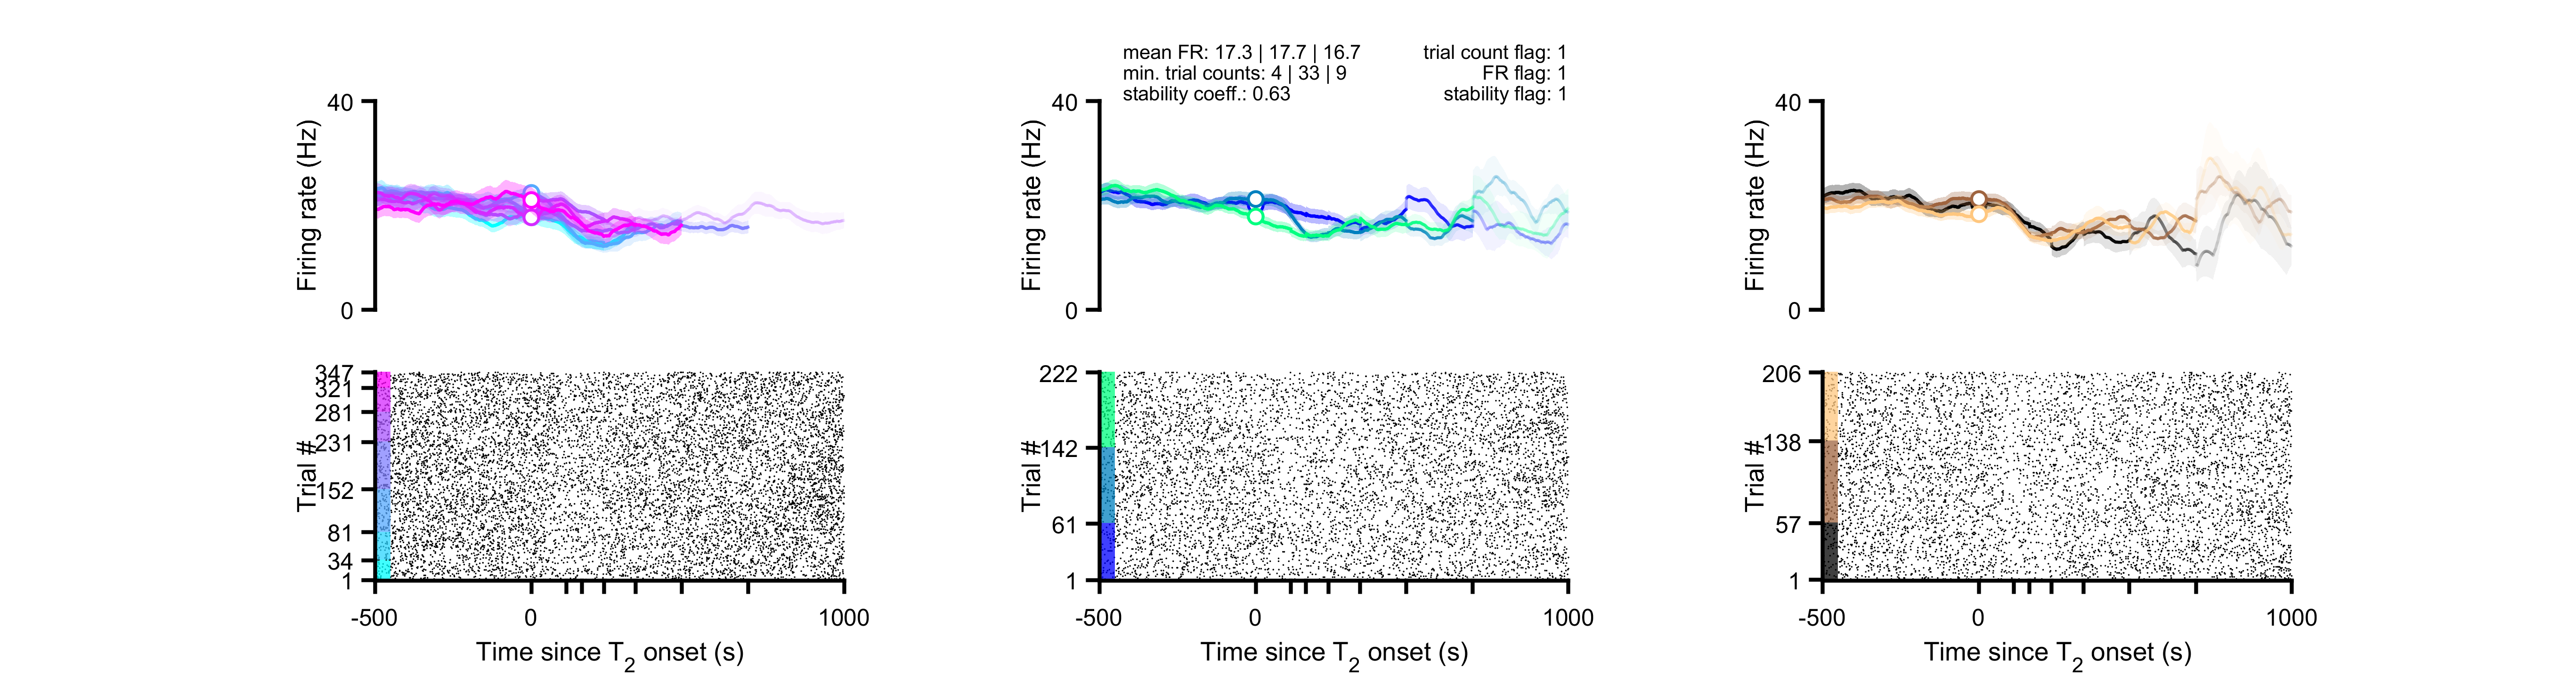 mean FR: 17.3 | 17.7 | 16.7
min. trial counts: 4 | 33 | 9
stability coeff.: 0.63
trial count flag: 1
FR flag: 1
stability flag: 1
40
Firing rate (Hz)
0
40
Firing rate (Hz)
0
40
Firing rate (Hz)
0
347
321
281
231
152
81
34
1
Trial #
-500
0
1000
Time since T2 onset (s)
222
142
61
1
Trial #
-500
0
1000
Time since T2 onset (s)
206
138
57
1
Trial #
-500
0
1000
Time since T2 onset (s)